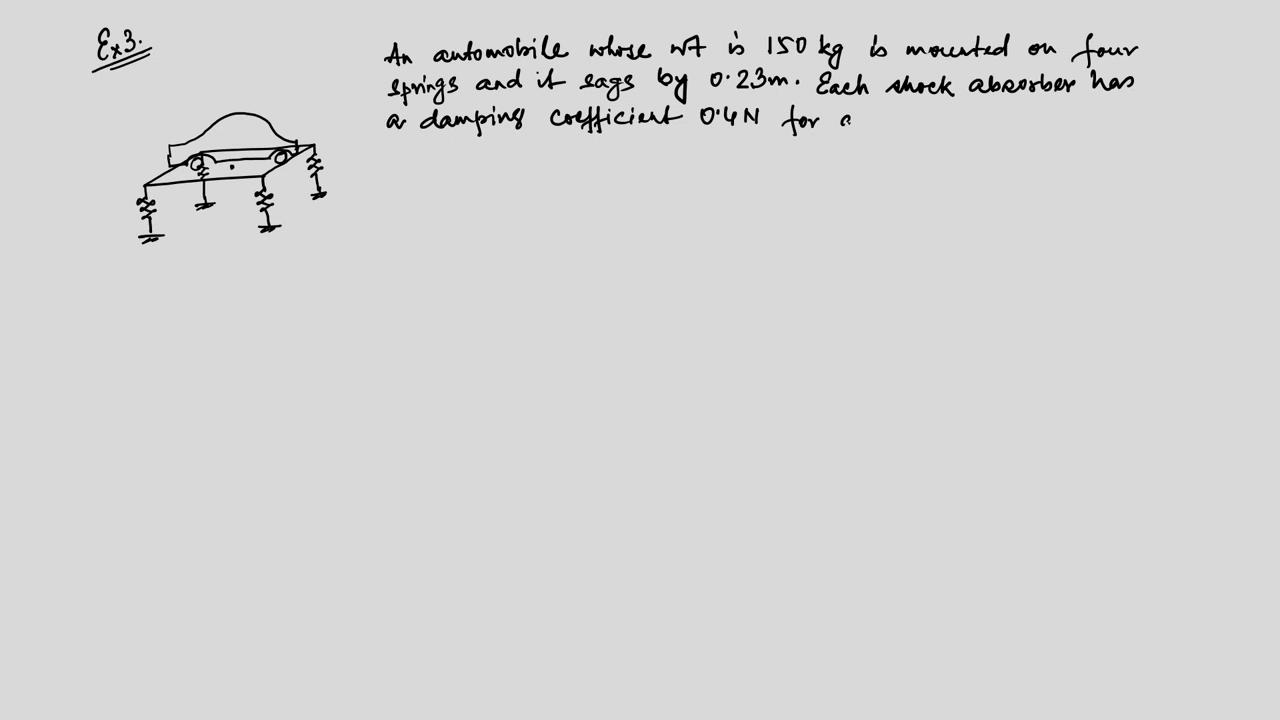 Ex3.
An automobile whose wt is 150 kg is mounted on four
springs and it sags by 0.23m. Each shock absorber has
a damping coefficient 0.4N for a